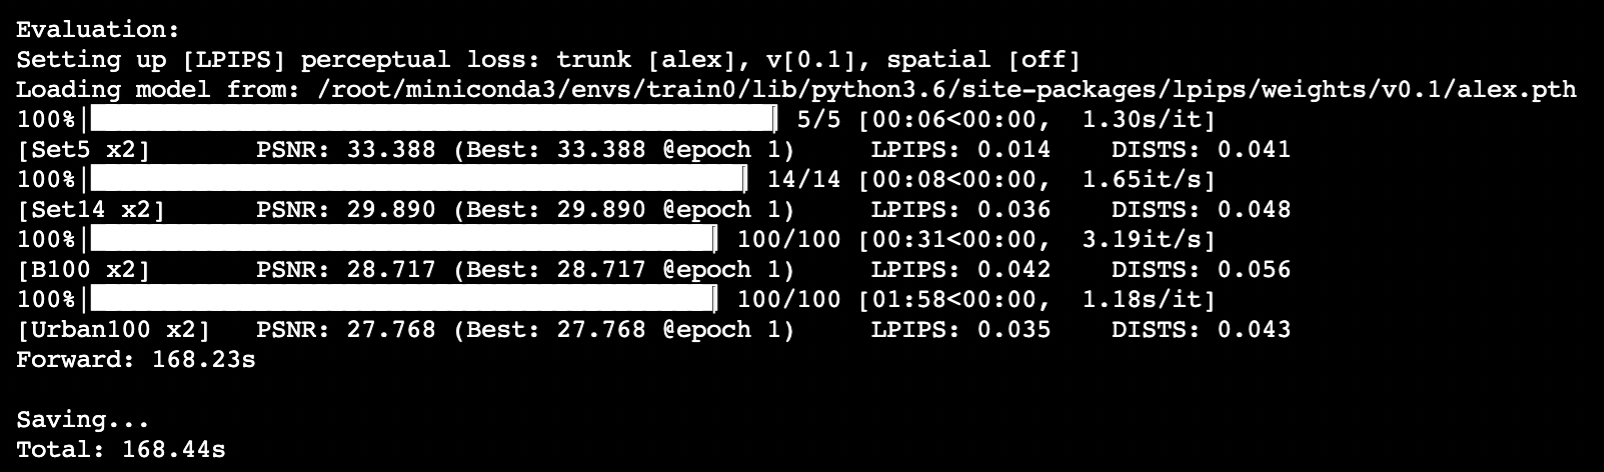 Evaluation:
Setting up [LPIPS] perceptual loss: trunk [alex], v[0.1], spatial [off]
Loading model from: /root/miniconda3/envs/train0/lib/python3.6/site-packages/lpips/weights/v0.1/alex.pth
100%| | 5/5 [00:06<00:00, 1.30s/it]
[Set5 x2] PSNR: 33.388 (Best: 33.388 @epoch 1) LPIPS: 0.014 DISTS: 0.041
100%| | 14/14 [00:08<00:00, 1.65it/s]
[Set14 x2] PSNR: 29.890 (Best: 29.890 @epoch 1) LPIPS: 0.036 DISTS: 0.048
100%| | 100/100 [00:31<00:00, 3.19it/s]
[B100 x2] PSNR: 28.717 (Best: 28.717 @epoch 1) LPIPS: 0.042 DISTS: 0.056
100%| | 100/100 [01:58<00:00, 1.18s/it]
[Urban100 x2] PSNR: 27.768 (Best: 27.768 @epoch 1) LPIPS: 0.035 DISTS: 0.043
Forward: 168.23s
Saving...
Total: 168.44s